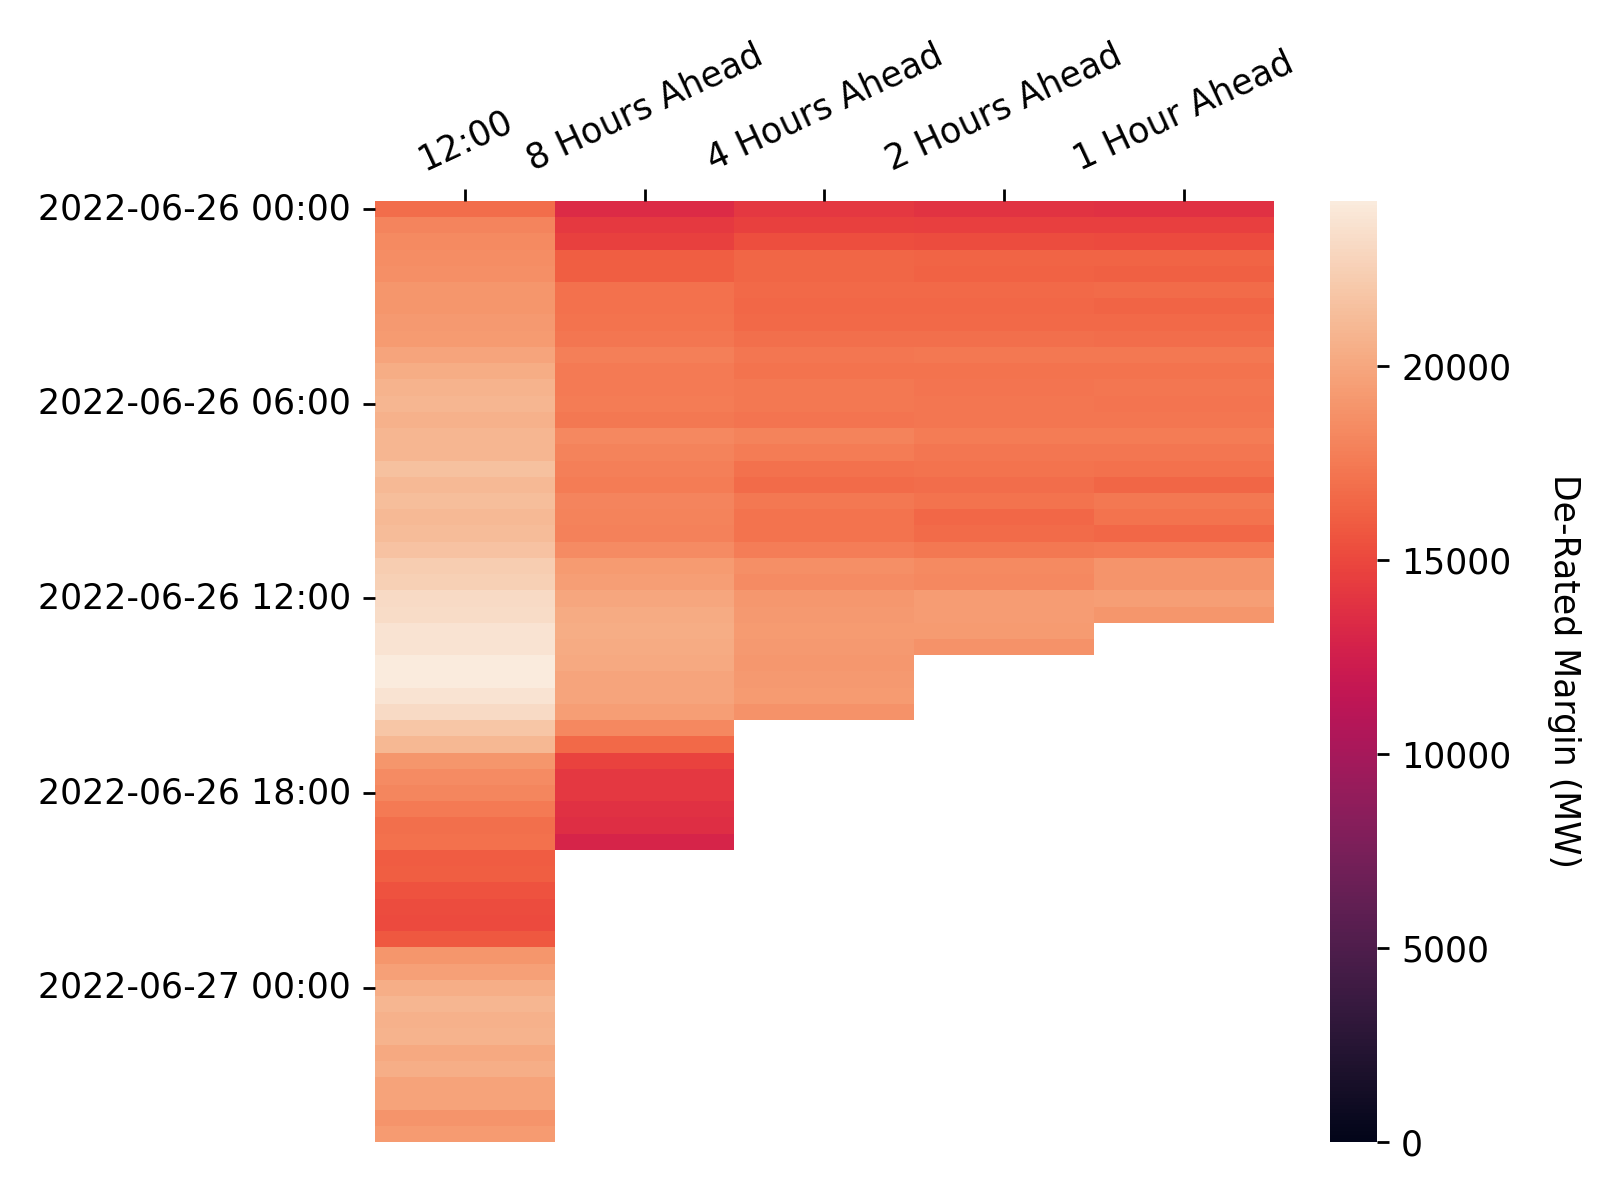 12:00
8 Hours Ahead
4 Hours Ahead
2 Hours Ahead
1 Hour Ahead
2022-06-26 00:00
2022-06-26 06:00
2022-06-26 12:00
2022-06-26 18:00
2022-06-27 00:00
20000
15000
10000
5000
0
De-Rated Margin (MW)